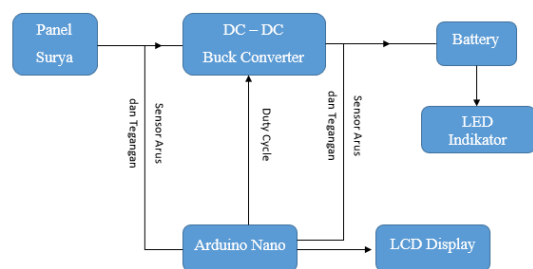 Panel
Surya
DC – DC
Buck Converter
Battery
Sensor Arus
dan Tegangan
Duty Cycle
Sensor Arus
dan Tegangan
LED
Indikator
Arduino Nano
LCD Display